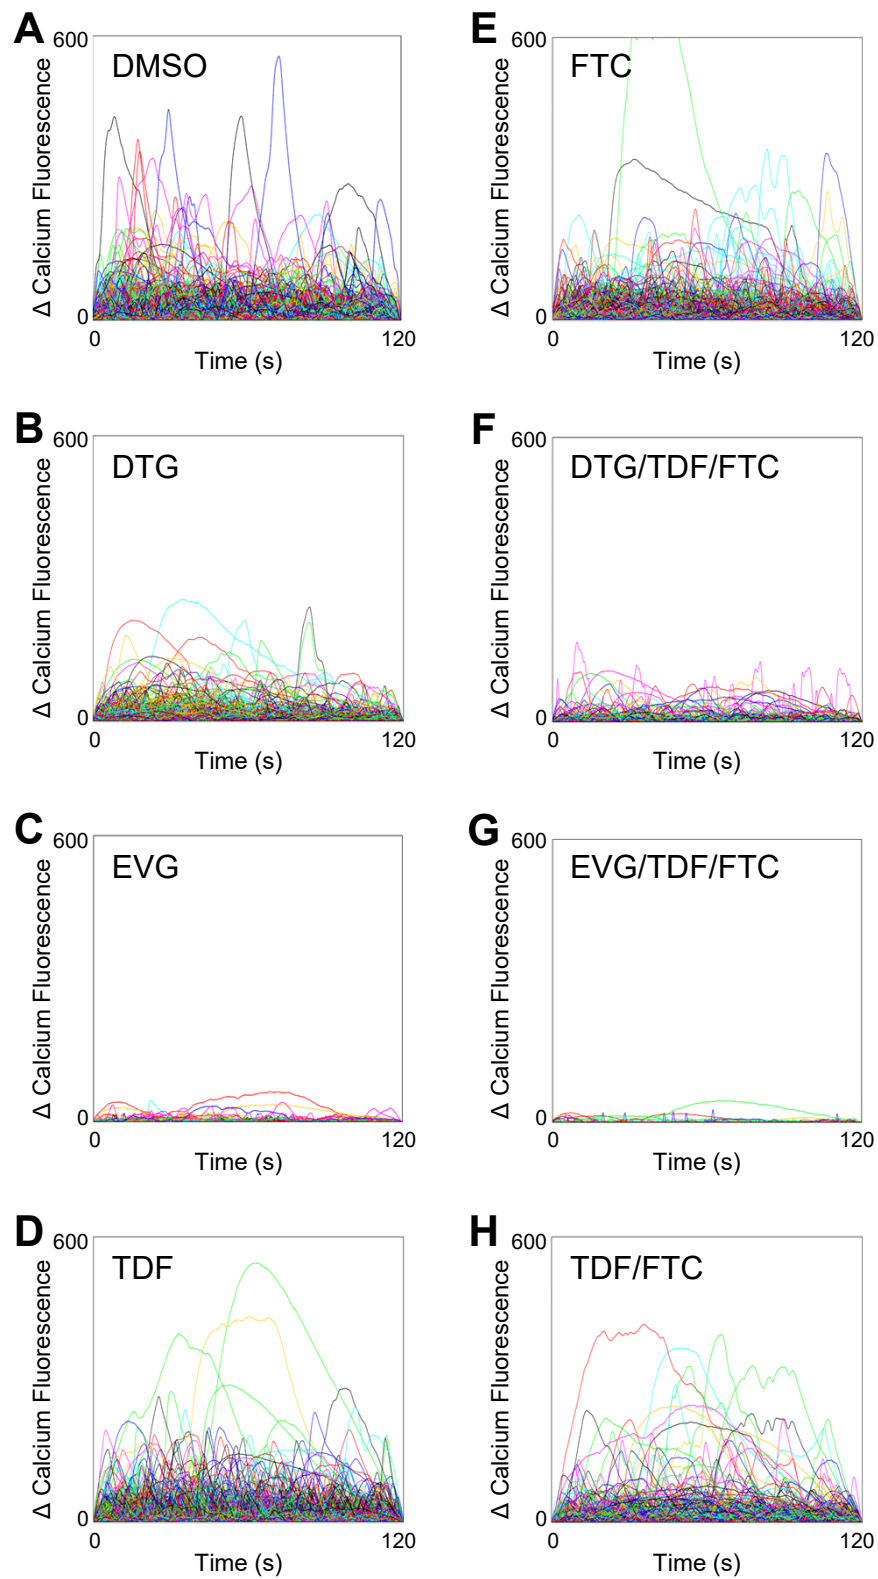 A
600
DMSO
Δ Calcium Fluorescence
0
0
120
Time (s)
E
600
FTC
Δ Calcium Fluorescence
0
0
120
Time (s)
B
600
DTG
Δ Calcium Fluorescence
0
0
120
Time (s)
F
600
DTG/TDF/FTC
Δ Calcium Fluorescence
0
0
120
Time (s)
C
600
EVG
Δ Calcium Fluorescence
0
0
120
Time (s)
G
600
EVG/TDF/FTC
Δ Calcium Fluorescence
0
0
120
Time (s)
D
600
TDF
Δ Calcium Fluorescence
0
0
120
Time (s)
H
600
TDF/FTC
Δ Calcium Fluorescence
0
0
120
Time (s)